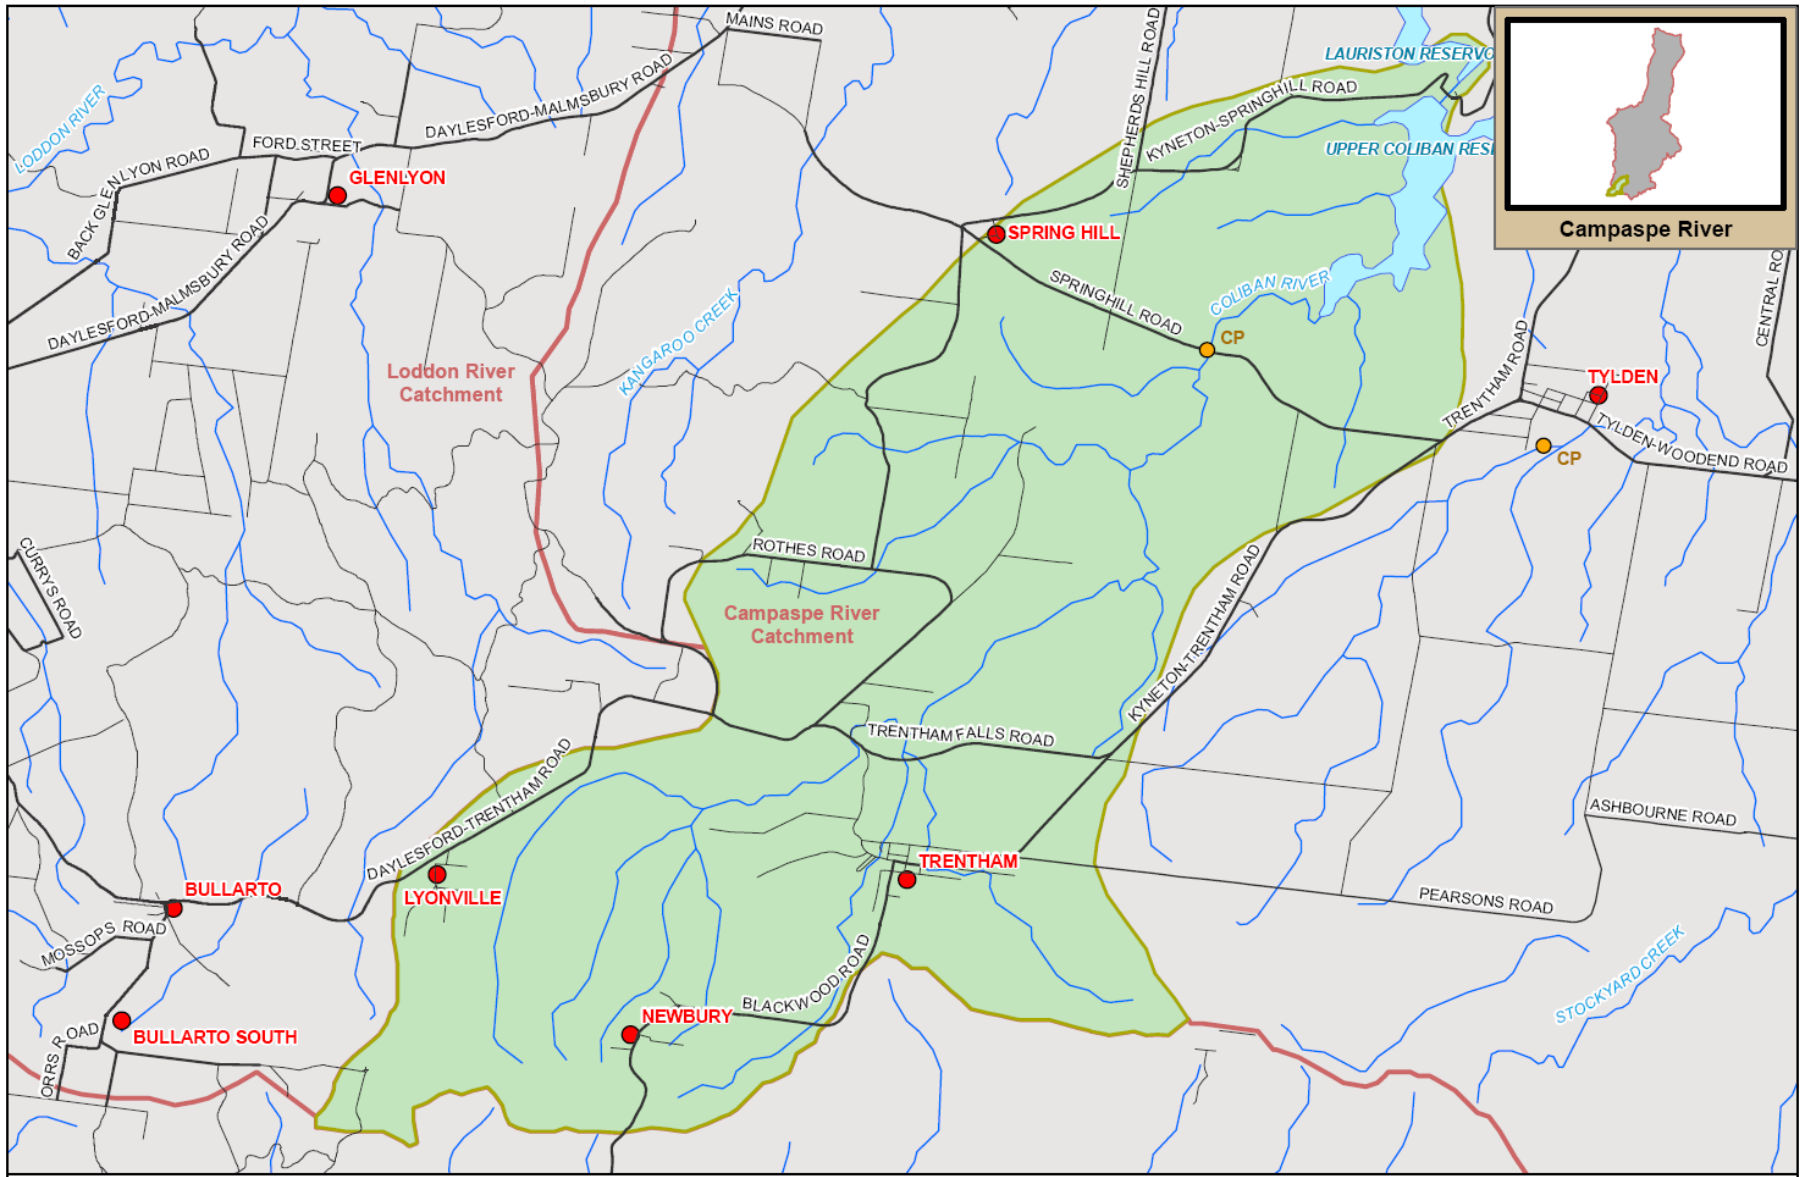 MAINS ROAD
LAURISTON RESERVO
SHEPHERDS HILL ROAD
KYNETON-SPRINGHILL ROAD
UPPER COLIBAN RESE
LODDON RIVER
DAYLESFORD-MALMSBURY ROAD
FORD STREET
BACK GLENLYON ROAD
GLENLYON
DAYLESFORD-MALMSBURY ROAD
SPRING HILL
Campaspe River
CENTRAL RO
SPRINGHILL ROAD
COLIBAN RIVER
CP
KANGAROO CREEK
Loddon River
Catchment
TRENTHAM ROAD
TYLDEN
TYLDEN-WOODEND ROAD
CP
CURRYS ROAD
ROTHES ROAD
Campaspe River
Catchment
KYNETON-TRENTHAM ROAD
TRENTHAM FALLS ROAD
DAYLESFORD-TRENTHAM ROAD
ASHBOURNE ROAD
TRENTHAM
BULLARTO
LYONVILLE
PEARSONS ROAD
MOSSOPS ROAD
BLACKWOOD ROAD
STOCKYARD CREEK
NEWBURY
BULLARTO SOUTH
ORRS ROAD